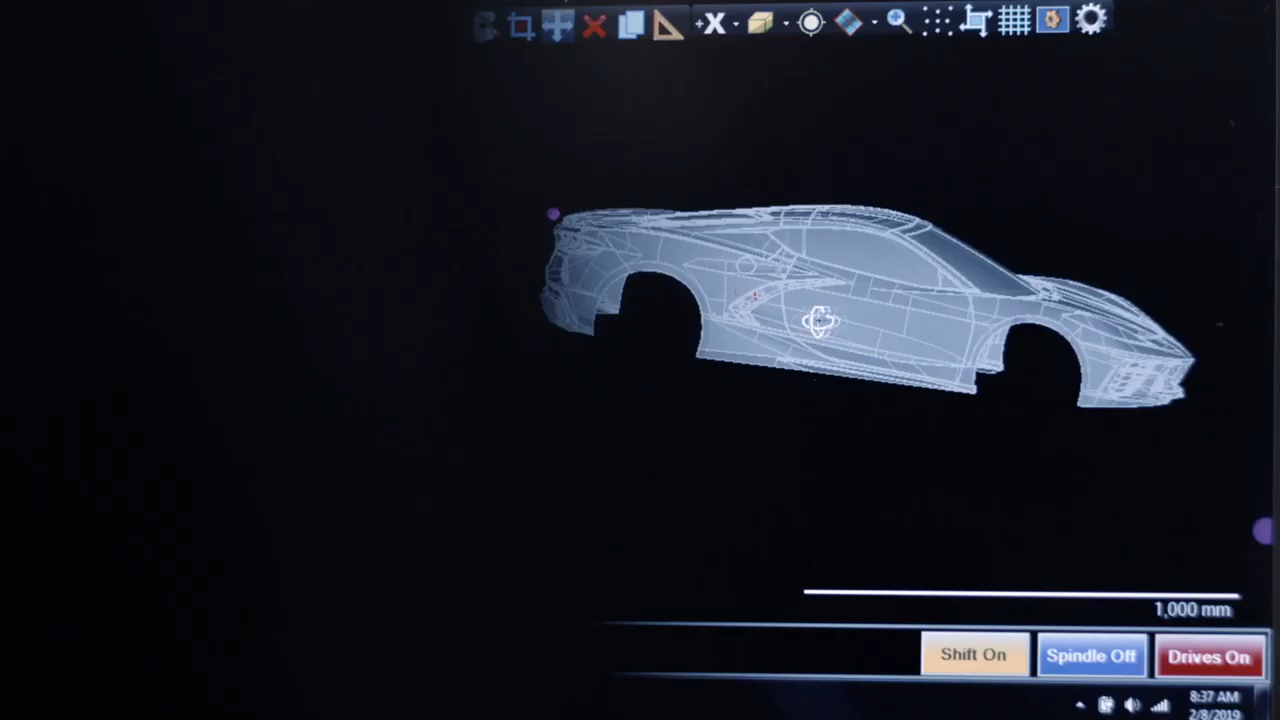 +X
1,000 mm
Shift On
Spindle Off
Drives On
8:37 AM
2/8/2019